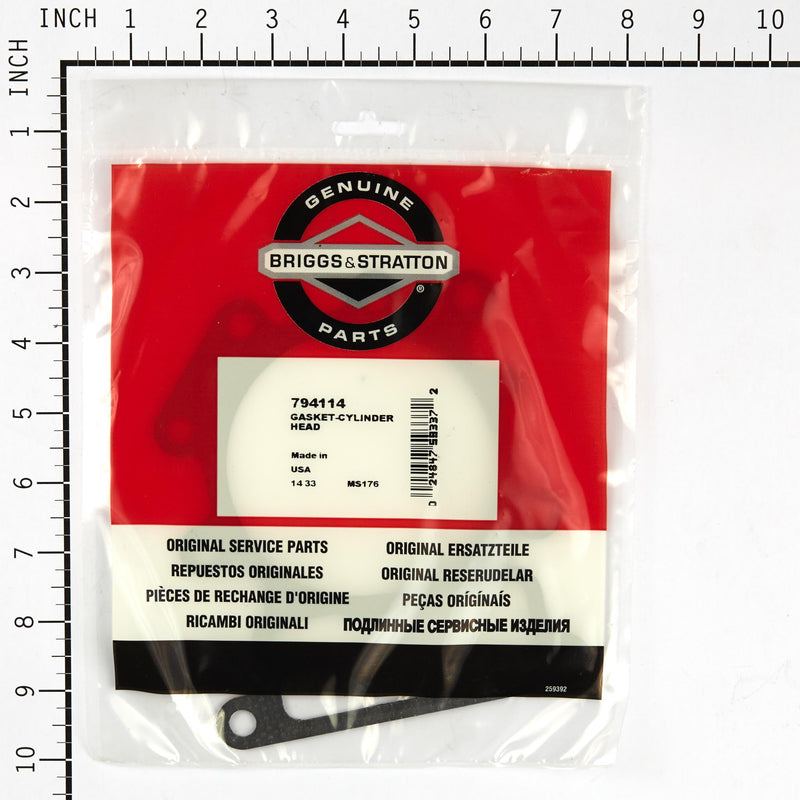 INCH 1 2 3 4 5 6 7 8 9 10
INCH
1
2
3
4
5
6
7
8
9
10
GENUINE
BRIGGS & STRATTON
®
PARTS
794114
GASKET-CYLINDER
HEAD
Made in
USA
14 33 MS176
0 24847 58337 2
ORIGINAL SERVICE PARTS ORIGINAL ERSATZTEILE
REPUESTOS ORIGINALES ORIGINAL RESERUDELAR
PIÈCES DE RECHANGE D'ORIGINE PEÇAS ORÍGÍNAÍS
RICAMBI ORIGINALI ПОДЛИННЫЕ СЕРВИСНЫЕ ИЗДЕЛИЯ
259392